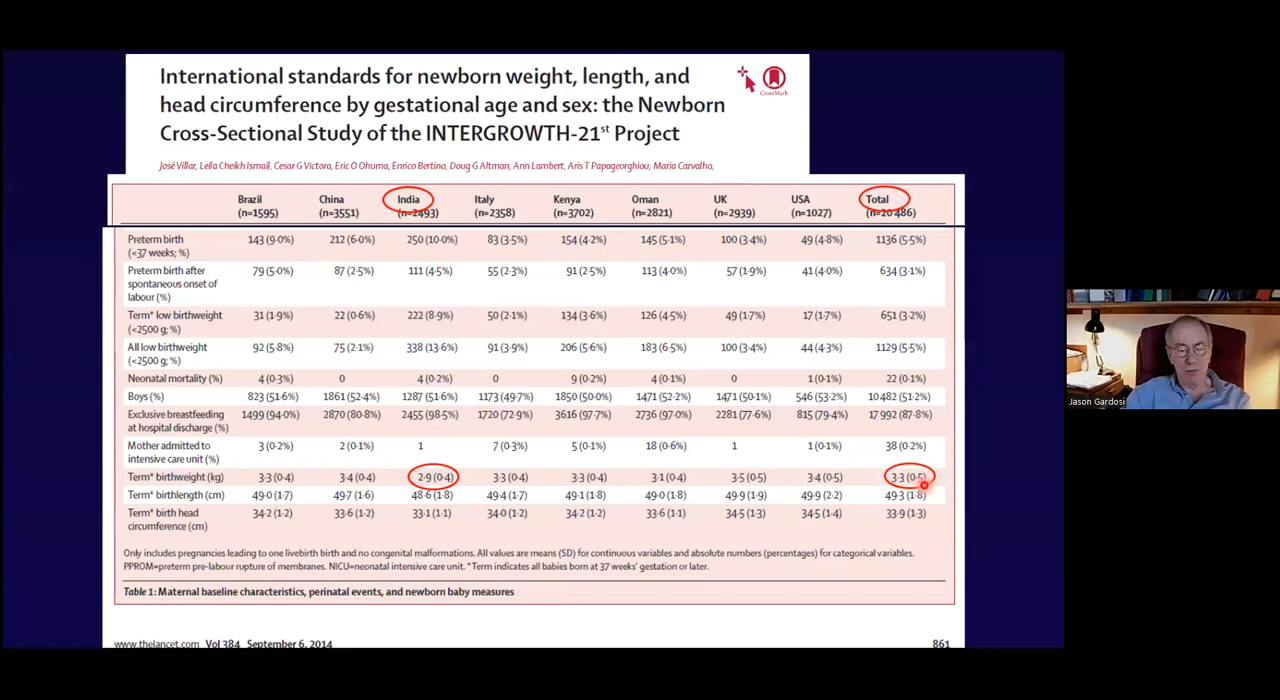 International standards for newborn weight, length, and
head circumference by gestational age and sex: the Newborn
Cross-Sectional Study of the INTERGROWTH-21st Project
CrossMark
José Villar, Leila Cheikh Ismail, Cesar G Victora, Eric O Ohuma, Enrico Bertino, Doug G Altman, Ann Lambert, Aris T Papageorghiou, Maria Carvalho,
Brazil China India Italy Kenya Oman UK USA Total
(n=1595) (n=3551) (n=2493) (n=2358) (n=3702) (n=2821) (n=2939) (n=1027) (n=20 486)
Preterm birth 143 (9·0%) 212 (6·0%) 250 (10·0%) 83 (3·5%) 154 (4·2%) 145 (5·1%) 100 (3·4%) 49 (4·8%) 1136 (5·5%)
(<37 weeks; %)
Preterm birth after 79 (5·0%) 87 (2·5%) 111 (4·5%) 55 (2·3%) 91 (2·5%) 113 (4·0%) 57 (1·9%) 41 (4·0%) 634 (3·1%)
spontaneous onset of
labour (%)
Term* low birthweight 31 (1·9%) 22 (0·6%) 222 (8·9%) 50 (2·1%) 134 (3·6%) 126 (4·5%) 49 (1·7%) 17 (1·7%) 651 (3·2%)
(<2500 g; %)
All low birthweight 92 (5·8%) 75 (2·1%) 338 (13·6%) 91 (3·9%) 206 (5·6%) 183 (6·5%) 100 (3·4%) 44 (4·3%) 1129 (5·5%)
(<2500 g; %)
Neonatal mortality (%) 4 (0·3%) 0 4 (0·2%) 0 9 (0·2%) 4 (0·1%) 0 1 (0·1%) 22 (0·1%)
Boys (%) 823 (51·6%) 1861 (52·4%) 1287 (51·6%) 1173 (49·7%) 1850 (50·0%) 1471 (52·2%) 1471 (50·1%) 546 (53·2%) 10 482 (51·2%)
Exclusive breastfeeding 1499 (94·0%) 2870 (80·8%) 2455 (98·5%) 1720 (72·9%) 3616 (97·7%) 2736 (97·0%) 2281 (77·6%) 815 (79·4%) 17 992 (87·8%)
at hospital discharge (%)
Mother admitted to 3 (0·2%) 2 (0·1%) 1 7 (0·3%) 5 (0·1%) 18 (0·6%) 1 1 (0·1%) 38 (0·2%)
intensive care unit (%)
Term* birthweight (kg) 3·3 (0·4) 3·4 (0·4) 2·9 (0·4) 3·3 (0·4) 3·3 (0·4) 3·1 (0·4) 3·5 (0·5) 3·4 (0·5) 3·3 (0·5)
Term* birthlength (cm) 49·0 (1·7) 49·7 (1·6) 48·6 (1·8) 49·4 (1·7) 49·1 (1·8) 49·0 (1·8) 49·9 (1·9) 49·9 (2·2) 49·3 (1·8)
Term* birth head 34·2 (1·2) 33·6 (1·2) 33·1 (1·1) 34·0 (1·2) 34·2 (1·2) 33·6 (1·1) 34·5 (1·3) 34·5 (1·4) 33·9 (1·3)
circumference (cm)
Only includes pregnancies leading to one livebirth birth and no congenital malformations. All values are means (SD) for continuous variables and absolute numbers (percentages) for categorical variables.
PPROM=preterm pre-labour rupture of membranes. NICU=neonatal intensive care unit. *Term indicates all babies born at 37 weeks' gestation or later.
Table 1: Maternal baseline characteristics, perinatal events, and newborn baby measures
www.thelancet.com Vol 384 September 6, 2014 861
Jason Gardosi